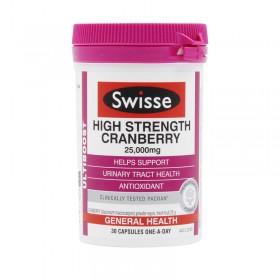 Swisse
ULTIBOOST
HIGH STRENGTH
CRANBERRY
25,000mg
HELPS SUPPORT
URINARY TRACT HEALTH
ANTIOXIDANT
CLINICALLY TESTED PACRAN®
GENERAL HEALTH
30 CAPSULES ONE-A-DAY